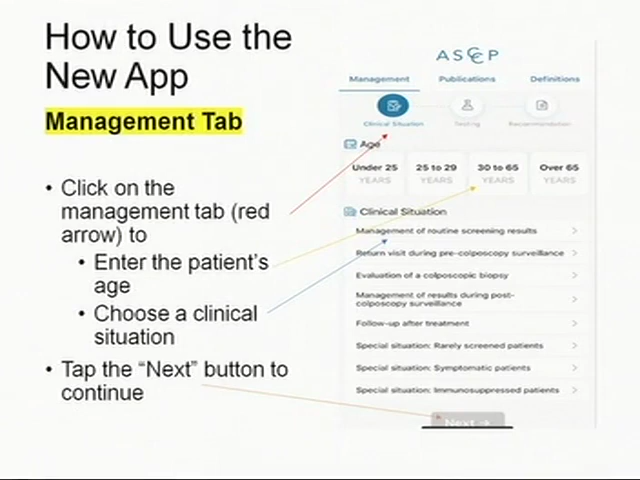 How to Use the
New App
Management Tab
• Click on the
management tab (red
arrow) to
• Enter the patient's
age
• Choose a clinical
situation
• Tap the "Next" button to
continue
ASCCP
Management Publications Definitions
Clinical Situation Testing Recommendation
Age
Under 25 25 to 29 30 to 65 Over 65
YEARS YEARS YEARS YEARS
Clinical Situation
Management of routine screening results
Return visit during pre-colposcopy surveillance
Evaluation of a colposcopic biopsy
Management of results during post-
colposcopy surveillance
Follow-up after treatment
Special situation: Rarely screened patients
Special situation: Symptomatic patients
Special situation: Immunosuppressed patients
Next